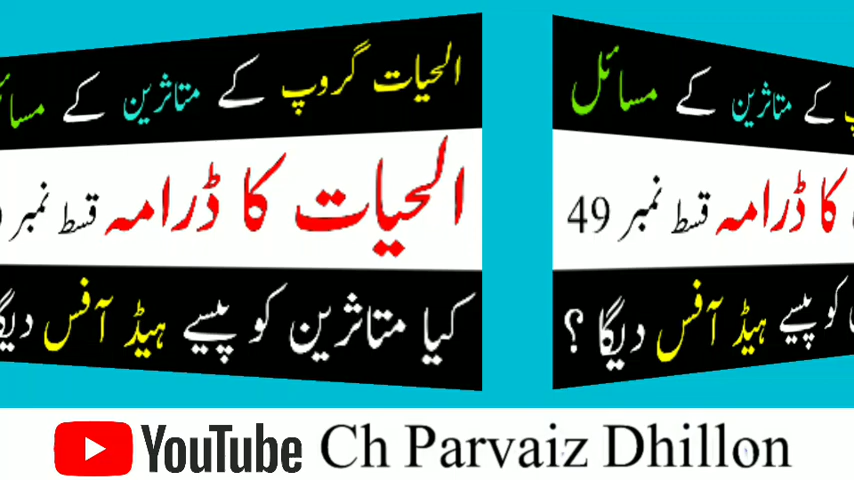 الحیات گروپ کے متاثرین کے مسائل
الحیات کا ڈرامہ قسط نمبر
کیا متاثرین کو پیسے ہیڈ آفس دیگا
کے متاثرین کے مسائل
کا ڈرامہ قسط نمبر 49
کو پیسے ہیڈ آفس دیگا ؟
YouTube Ch Parvaiz Dhillon